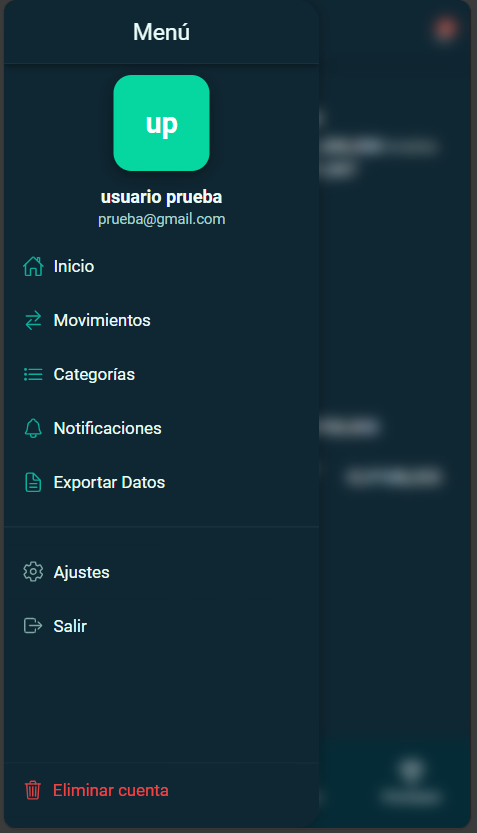 Menú
up
usuario prueba
prueba@gmail.com
Inicio
Movimientos
Categorías
Notificaciones
Exportar Datos
Ajustes
Salir
Eliminar cuenta